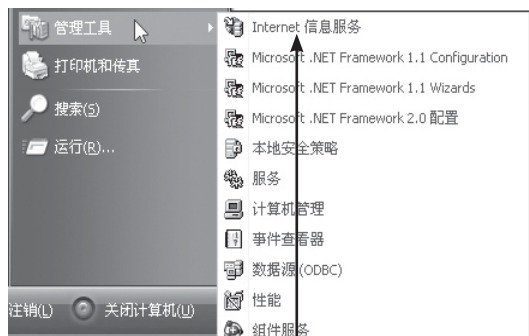 管理工具
打印机和传真
搜索(S)
运行(R)...
注销(L)
关闭计算机(U)
Internet 信息服务
Microsoft .NET Framework 1.1 Configuration
Microsoft .NET Framework 1.1 Wizards
Microsoft .NET Framework 2.0 配置
本地安全策略
服务
计算机管理
事件查看器
数据源(ODBC)
性能
组件服务